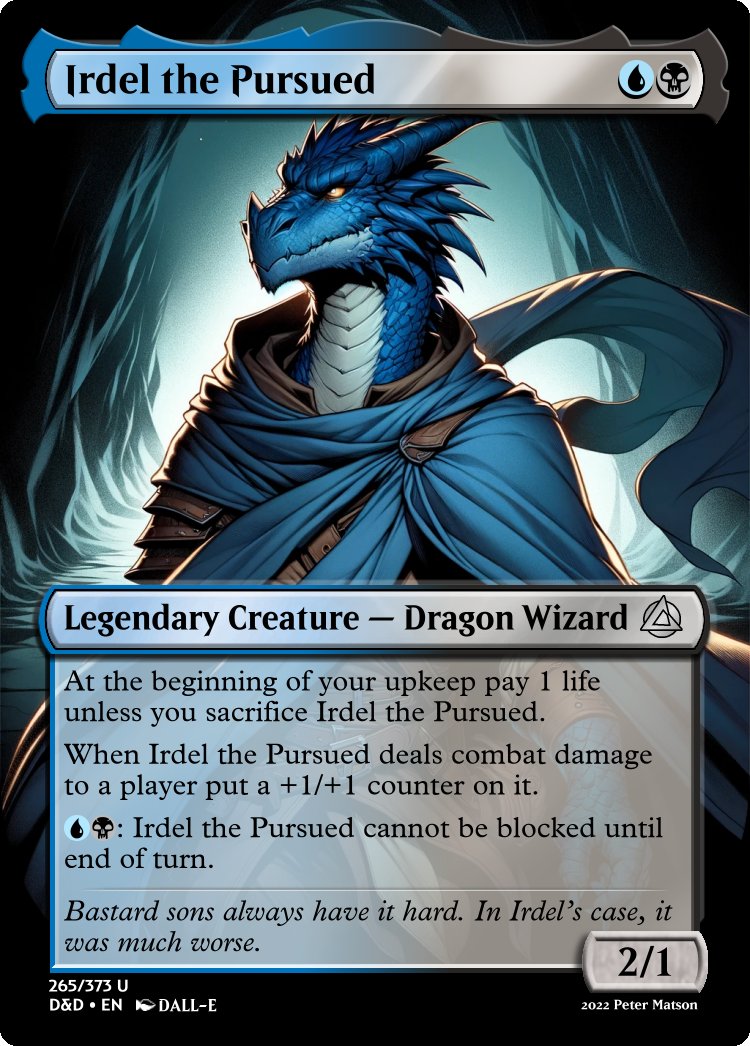 Irdel the Pursued
Legendary Creature — Dragon Wizard
At the beginning of your upkeep pay 1 life
unless you sacrifice Irdel the Pursued.
When Irdel the Pursued deals combat damage
to a player put a +1/+1 counter on it.
: Irdel the Pursued cannot be blocked until
end of turn.
Bastard sons always have it hard. In Irdel's case, it
was much worse.
2/1
265/373 U
D&D • EN DALL-E
2022 Peter Matson